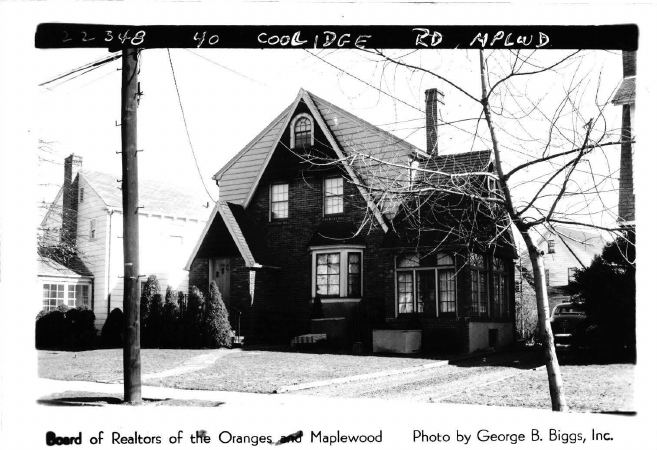 22348 40 COOLIDGE RD, MPLWD
Board of Realtors of the Oranges and Maplewood Photo by George B. Biggs, Inc.